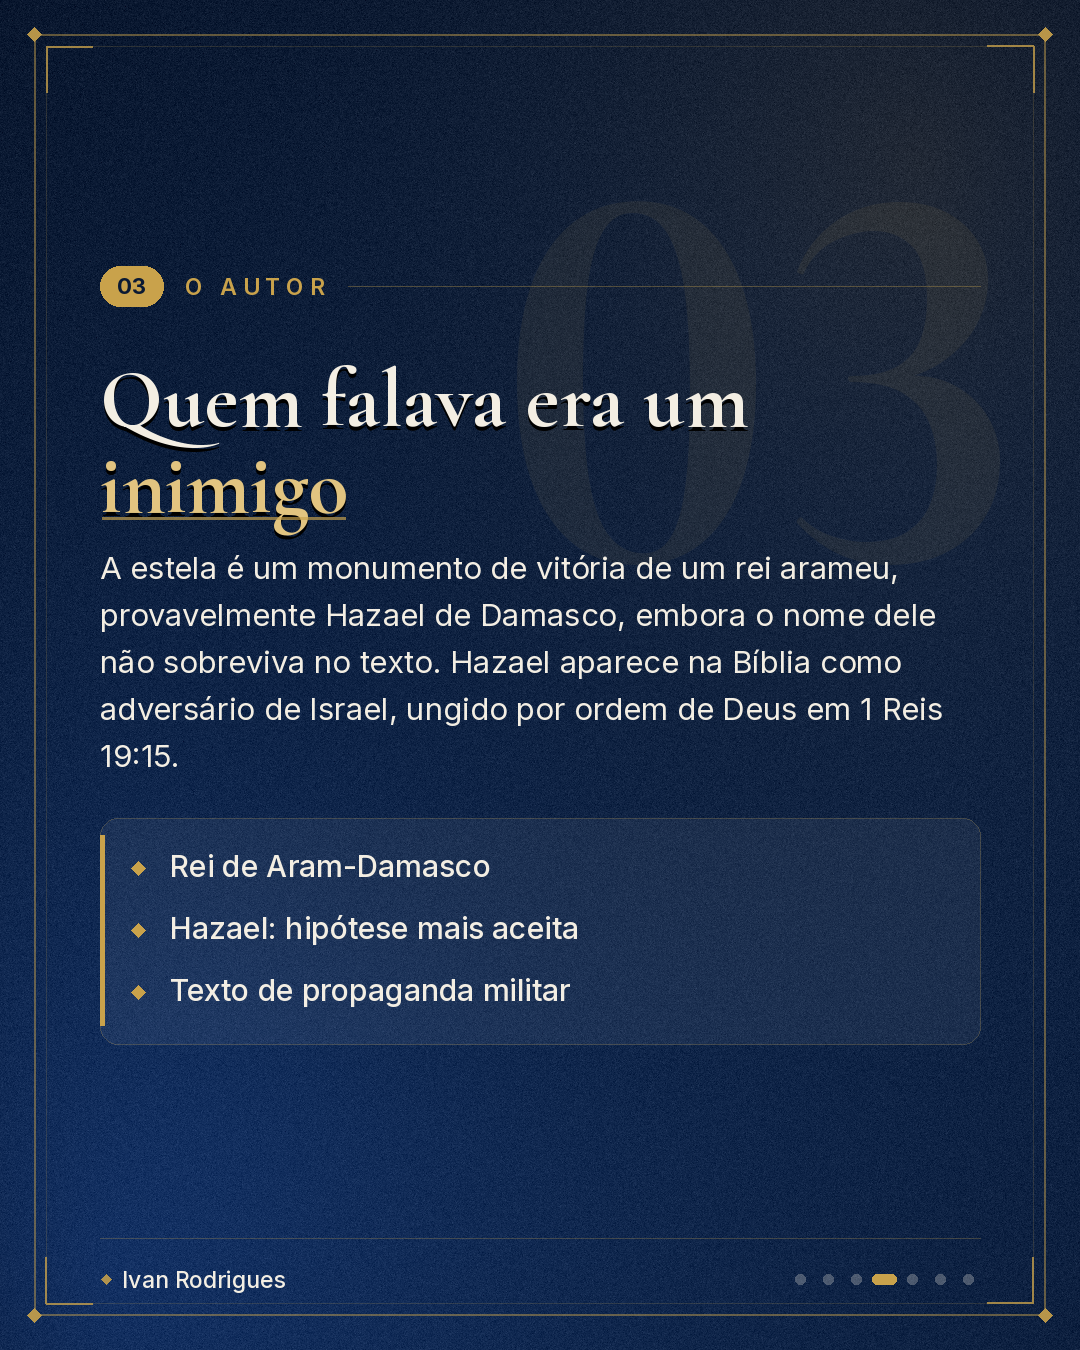 03
03 O AUTOR
Quem falava era um
inimigo
A estela é um monumento de vitória de um rei arameu,
provavelmente Hazael de Damasco, embora o nome dele
não sobreviva no texto. Hazael aparece na Bíblia como
adversário de Israel, ungido por ordem de Deus em 1 Reis
19:15.
Rei de Aram-Damasco
Hazael: hipótese mais aceita
Texto de propaganda militar
Ivan Rodrigues